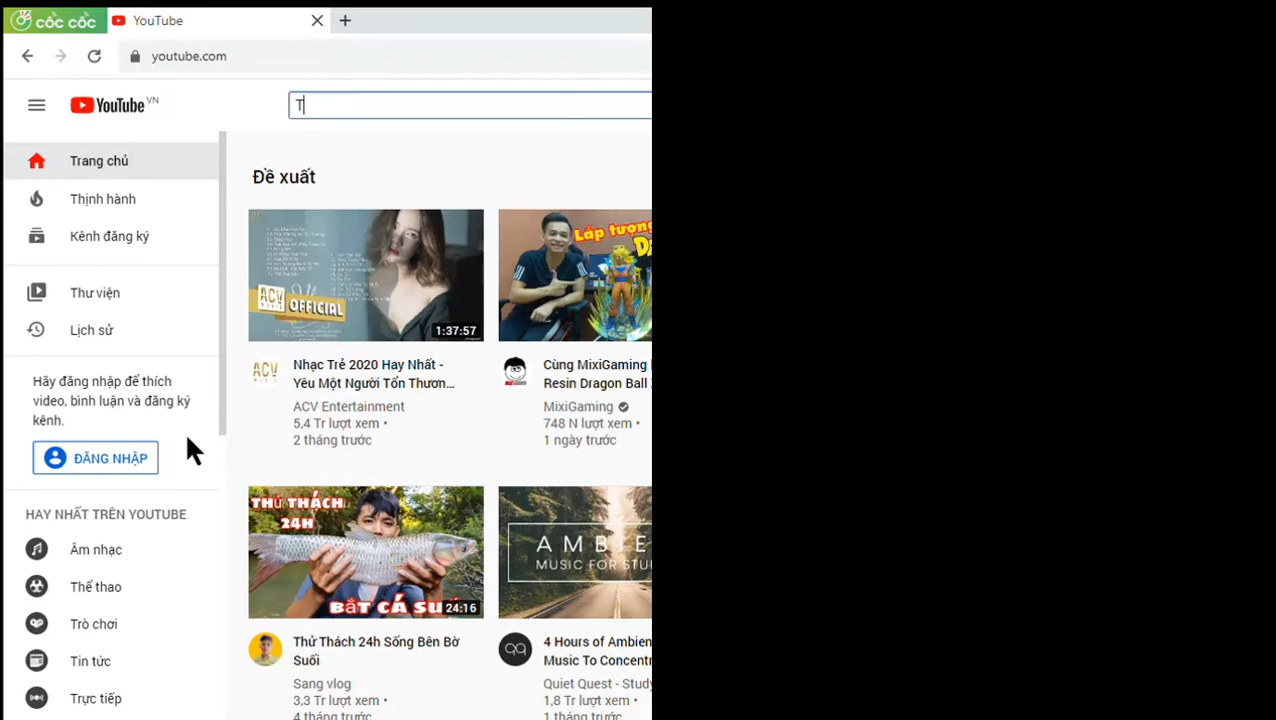 cốc cốc
YouTube
youtube.com
YouTube VN
T
Trang chủ
Thịnh hành
Kênh đăng ký
Thư viện
Lịch sử
Hãy đăng nhập để thích
video, bình luận và đăng ký
kênh.
ĐĂNG NHẬP
HAY NHẤT TRÊN YOUTUBE
Âm nhạc
Thể thao
Trò chơi
Tin tức
Trực tiếp
Đề xuất
ACV
OFFICIAL
1:37:57
Nhạc Trẻ 2020 Hay Nhất -
Yêu Một Người Tổn Thươn...
ACV Entertainment
5,4 Tr lượt xem •
2 tháng trước
Lắp tượng
Cùng MixiGaming
Resin Dragon Ball
MixiGaming
748 N lượt xem •
1 ngày trước
THỬ THÁCH
24H
BẮT CÁ SUỐI
24:16
Thử Thách 24h Sống Bên Bờ
Suối
Sang vlog
3,3 Tr lượt xem •
4 tháng trước
AMBIE
MUSIC FOR STU
4 Hours of Ambien
Music To Concentr
Quiet Quest - Study
1,8 Tr lượt xem •
1 tháng trước